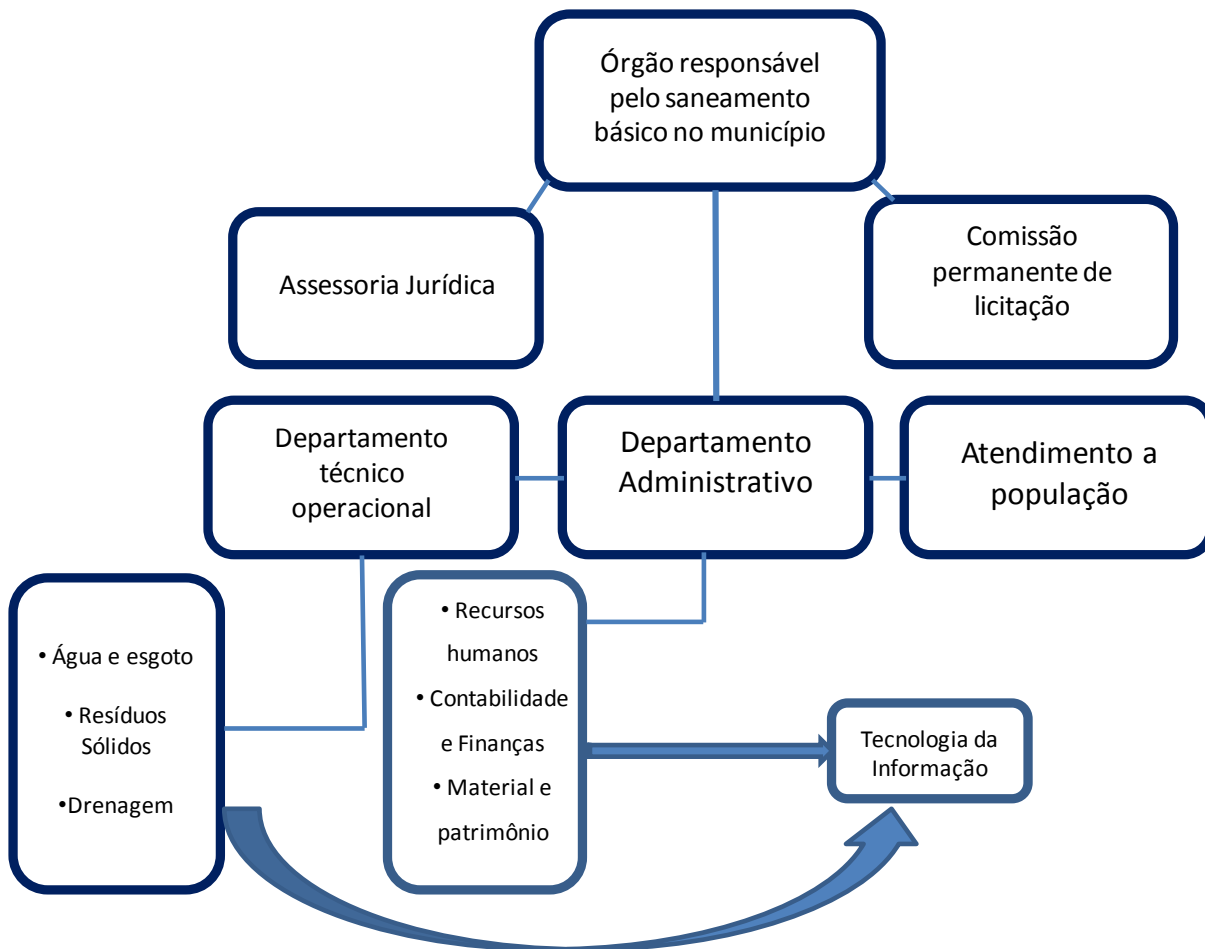 Órgão responsável
pelo saneamento
básico no município
Assessoria Jurídica
Comissão
permanente de
licitação
Departamento
técnico
operacional
Departamento
Administrativo
Atendimento a
população
• Água e esgoto
• Resíduos
Sólidos
•Drenagem
• Recursos
humanos
• Contabilidade
e Finanças
• Material e
patrimônio
Tecnologia da
Informação